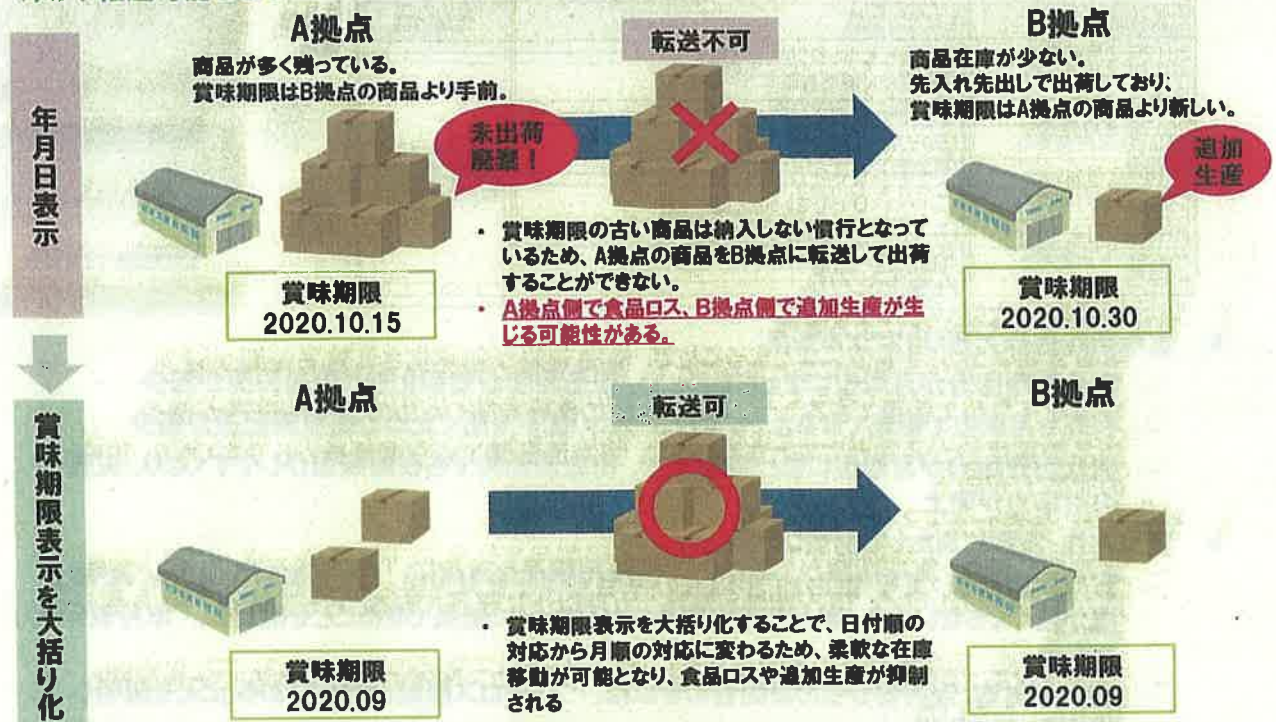 A拠点
商品が多く残っている。
賞味期限はB拠点の商品より手前。
転送不可
B拠点
商品在庫が少ない。
先入れ先出しで出荷しており、
賞味期限はA拠点の商品より新しい。
年月日表示
未出荷
廃棄！
追加
生産
・ 賞味期限の古い商品は納入しない慣行となって
いるため、A拠点の商品をB拠点に転送して出荷
することができない。
・ A拠点側で食品ロス、B拠点側で追加生産が生
じる可能性がある。
賞味期限
2020.10.15
賞味期限
2020.10.30
A拠点
転送可
B拠点
賞味期限表示を大括り化
・ 賞味期限表示を大括り化することで、日付順の
対応から月順の対応に変わるため、柔軟な在庫
移動が可能となり、食品ロスや追加生産が抑制
される
賞味期限
2020.09
賞味期限
2020.09